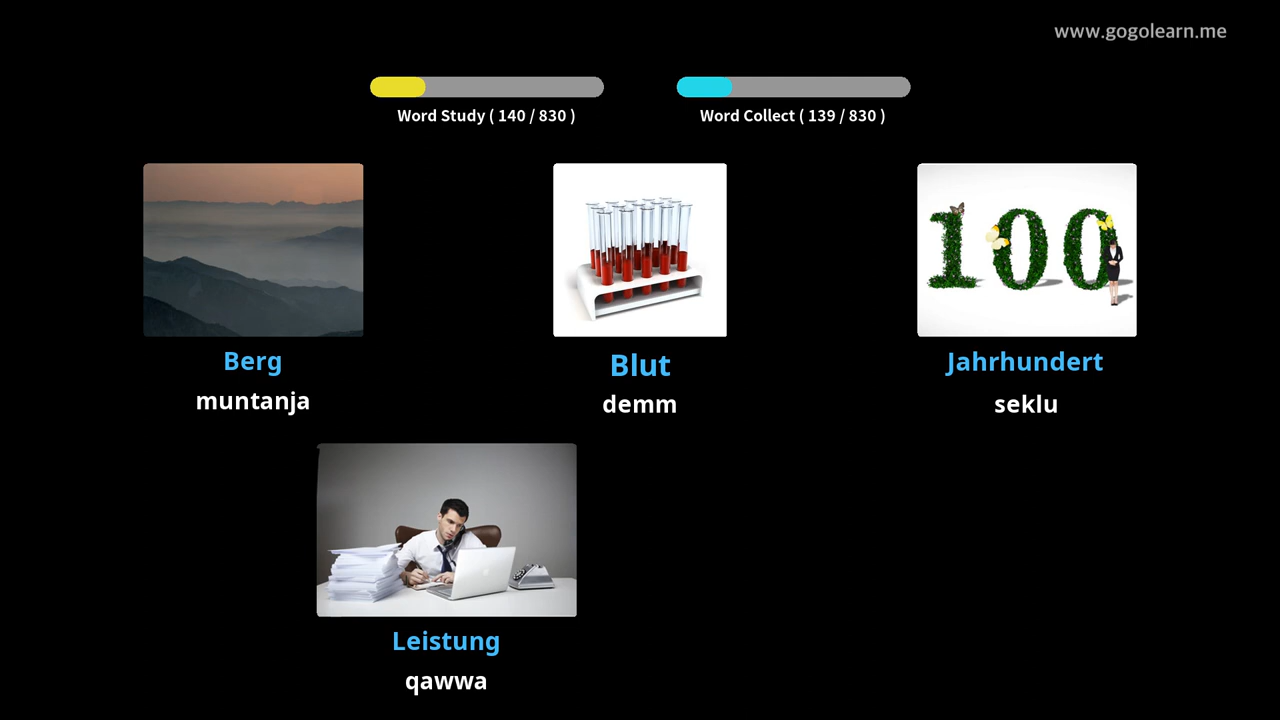 www.gogolearn.me
Word Study ( 140 / 830 )
Word Collect ( 139 / 830 )
100
Berg
Blut
Jahrhundert
muntanja
demm
seklu
Leistung
qawwa